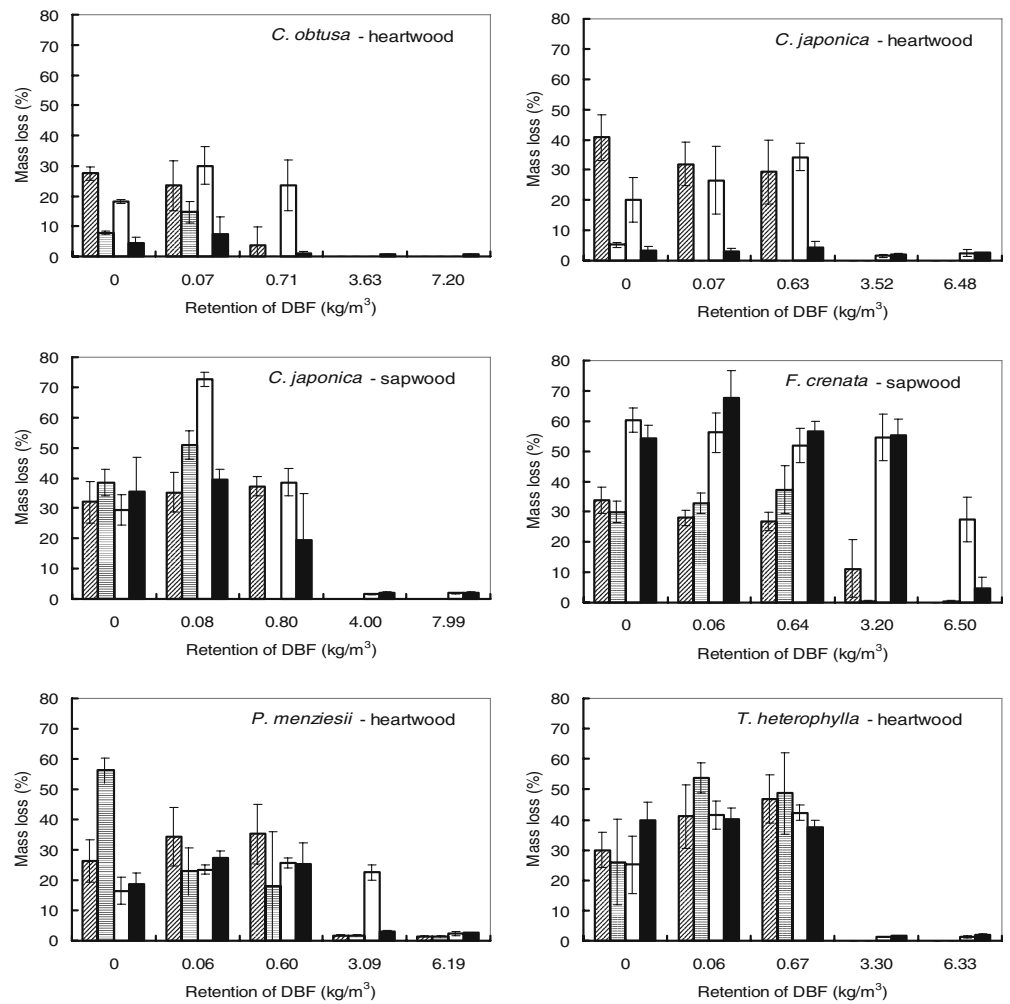 C. obtusa - heartwood
Mass loss (%)
80
70
60
50
40
30
20
10
0
0 0.07 0.71 3.63 7.20
Retention of DBF (kg/m³)
C. japonica - heartwood
Mass loss (%)
80
70
60
50
40
30
20
10
0
0 0.07 0.63 3.52 6.48
Retention of DBF (kg/m³)
C. japonica - sapwood
Mass loss (%)
80
70
60
50
40
30
20
10
0
0 0.08 0.80 4.00 7.99
Retention of DBF (kg/m³)
F. crenata - sapwood
Mass loss (%)
80
70
60
50
40
30
20
10
0
0 0.06 0.64 3.20 6.50
Retention of DBF (kg/m³)
P. menziesii - heartwood
Mass loss (%)
80
70
60
50
40
30
20
10
0
0 0.06 0.60 3.09 6.19
Retention of DBF (kg/m³)
T. heterophylla - heartwood
Mass loss (%)
80
70
60
50
40
30
20
10
0
0 0.06 0.67 3.30 6.33
Retention of DBF (kg/m³)